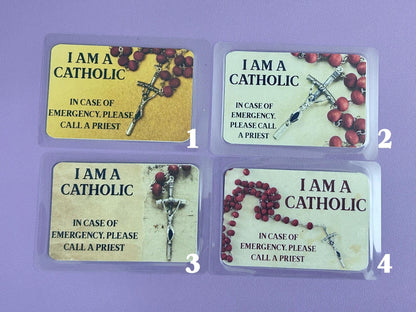 I AM A
CATHOLIC
IN CASE OF
EMERGENCY, PLEASE
CALL A PRIEST
1
I AM A
CATHOLIC
IN CASE OF
EMERGENCY,
PLEASE CALL
A PRIEST
2
I AM A
CATHOLIC
IN CASE OF
EMERGENCY, PLEASE
CALL A PRIEST
3
I AM A
CATHOLIC
IN CASE OF
EMERGENCY, PLEASE
CALL A PRIEST
4